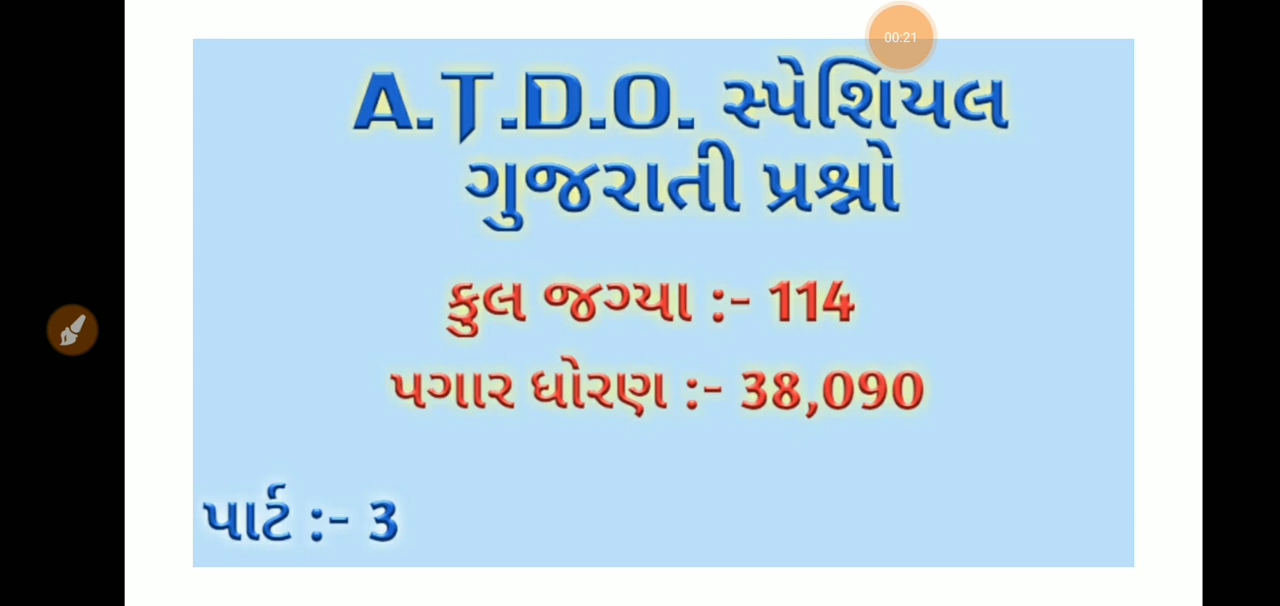 00:21
A.T.D.O. સ્પેશિયલ
ગુજરાતી પ્રશ્નો
કુલ જગ્યા :- 114
પગાર ધોરણ :- 38,090
પાર્ટ :- 3